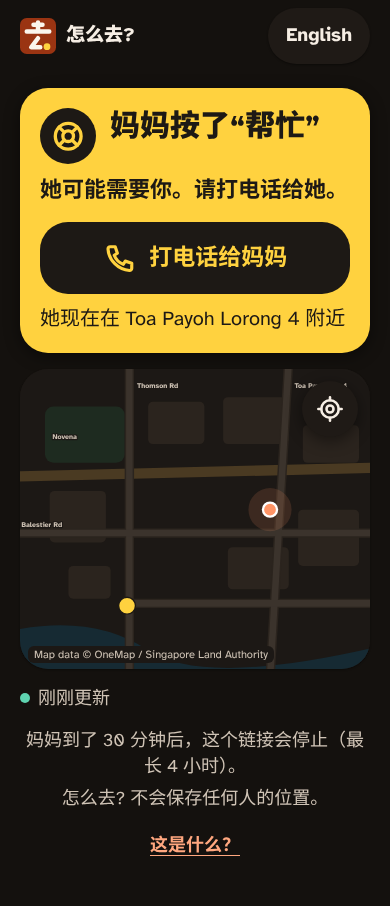 去
怎么去?
English
妈妈按了“帮忙”
她可能需要你。请打电话给她。
打电话给妈妈
她现在在 Toa Payoh Lorong 4 附近
Thomson Rd
Novena
Balestier Rd
Map data © OneMap / Singapore Land Authority
刚刚更新
妈妈到了 30 分钟后，这个链接会停止（最
长 4 小时）。
怎么去? 不会保存任何人的位置。
这是什么?